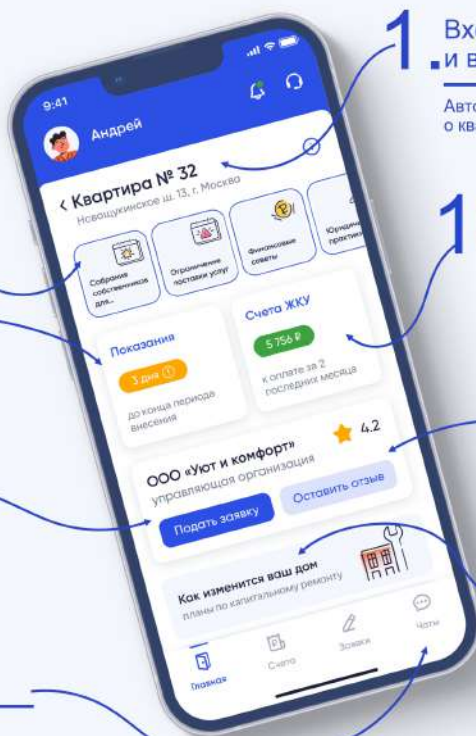 9:41
Андрей
< Квартира № 32
Новощукинское ш. 13, г. Москва
Собрание
собственников
для...
Ограничение
поставки услуг
Финансовые
советы
практики
Показания
3 дня
до конца периода
внесения
Счета ЖКУ
5 756 ₽
к оплате за 2
последних месяца
ООО «Уют и комфорт»
4.2
управляющая организация
Подать заявку
Оставить отзыв
Как изменится ваш дом
планы по капитальному ремонту
Главная
Счета
Заявки
Чаты
1.
и в
1